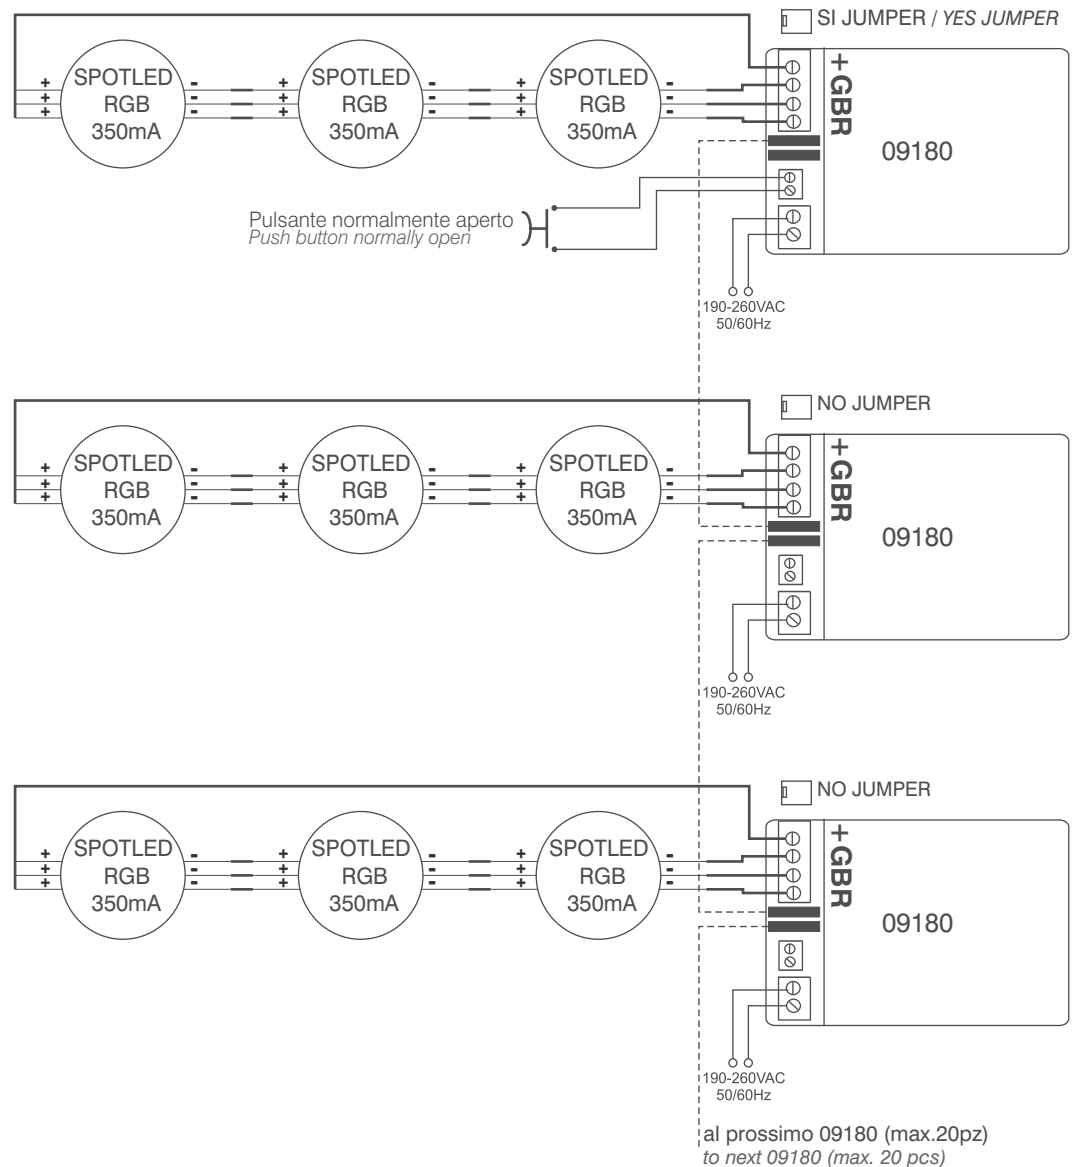 SI JUMPER / YES JUMPER
SPOTLED
RGB
350mA
SPOTLED
RGB
350mA
SPOTLED
RGB
350mA
+ - + - + -
+ - + - + -
+ - + - + -
+GBR
09180
Pulsante normalmente aperto
Push button normally open
190-260VAC
50/60Hz
NO JUMPER
SPOTLED
RGB
350mA
SPOTLED
RGB
350mA
SPOTLED
RGB
350mA
+ - + - + -
+ - + - + -
+ - + - + -
+GBR
09180
190-260VAC
50/60Hz
NO JUMPER
SPOTLED
RGB
350mA
SPOTLED
RGB
350mA
SPOTLED
RGB
350mA
+ - + - + -
+ - + - + -
+ - + - + -
+GBR
09180
190-260VAC
50/60Hz
al prossimo 09180 (max.20pz)
to next 09180 (max. 20 pcs)